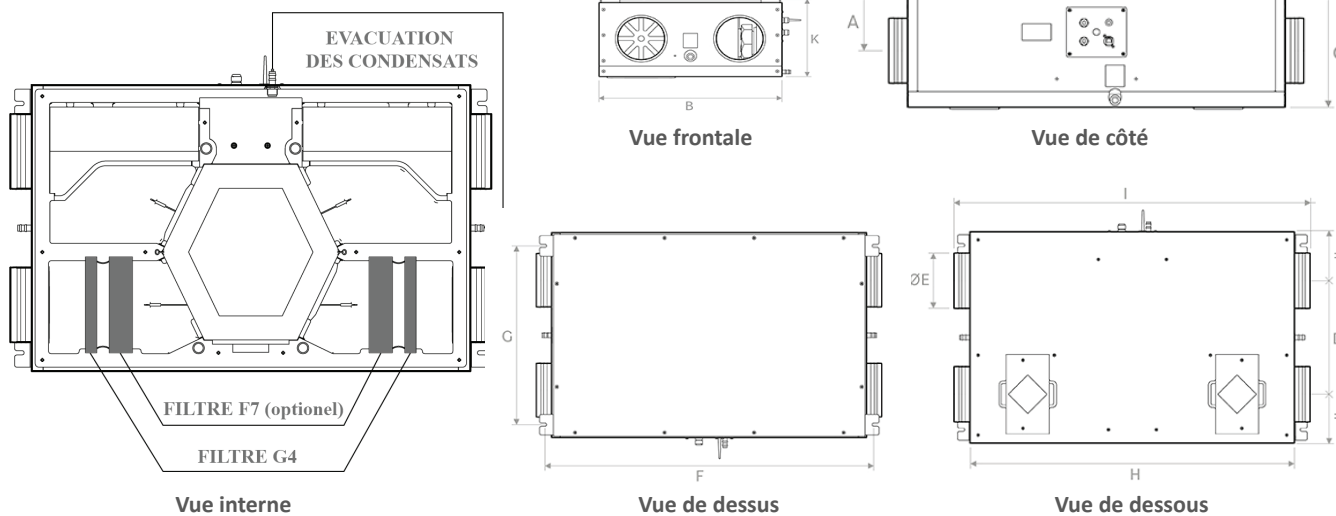 EVACUATION
DES CONDENSATS
FILTRE F7 (optionel)
FILTRE G4
Vue interne
K
B
Vue frontale
A
Vue de côté
G
F
Vue de dessus
I
ØE
H
Vue de dessous